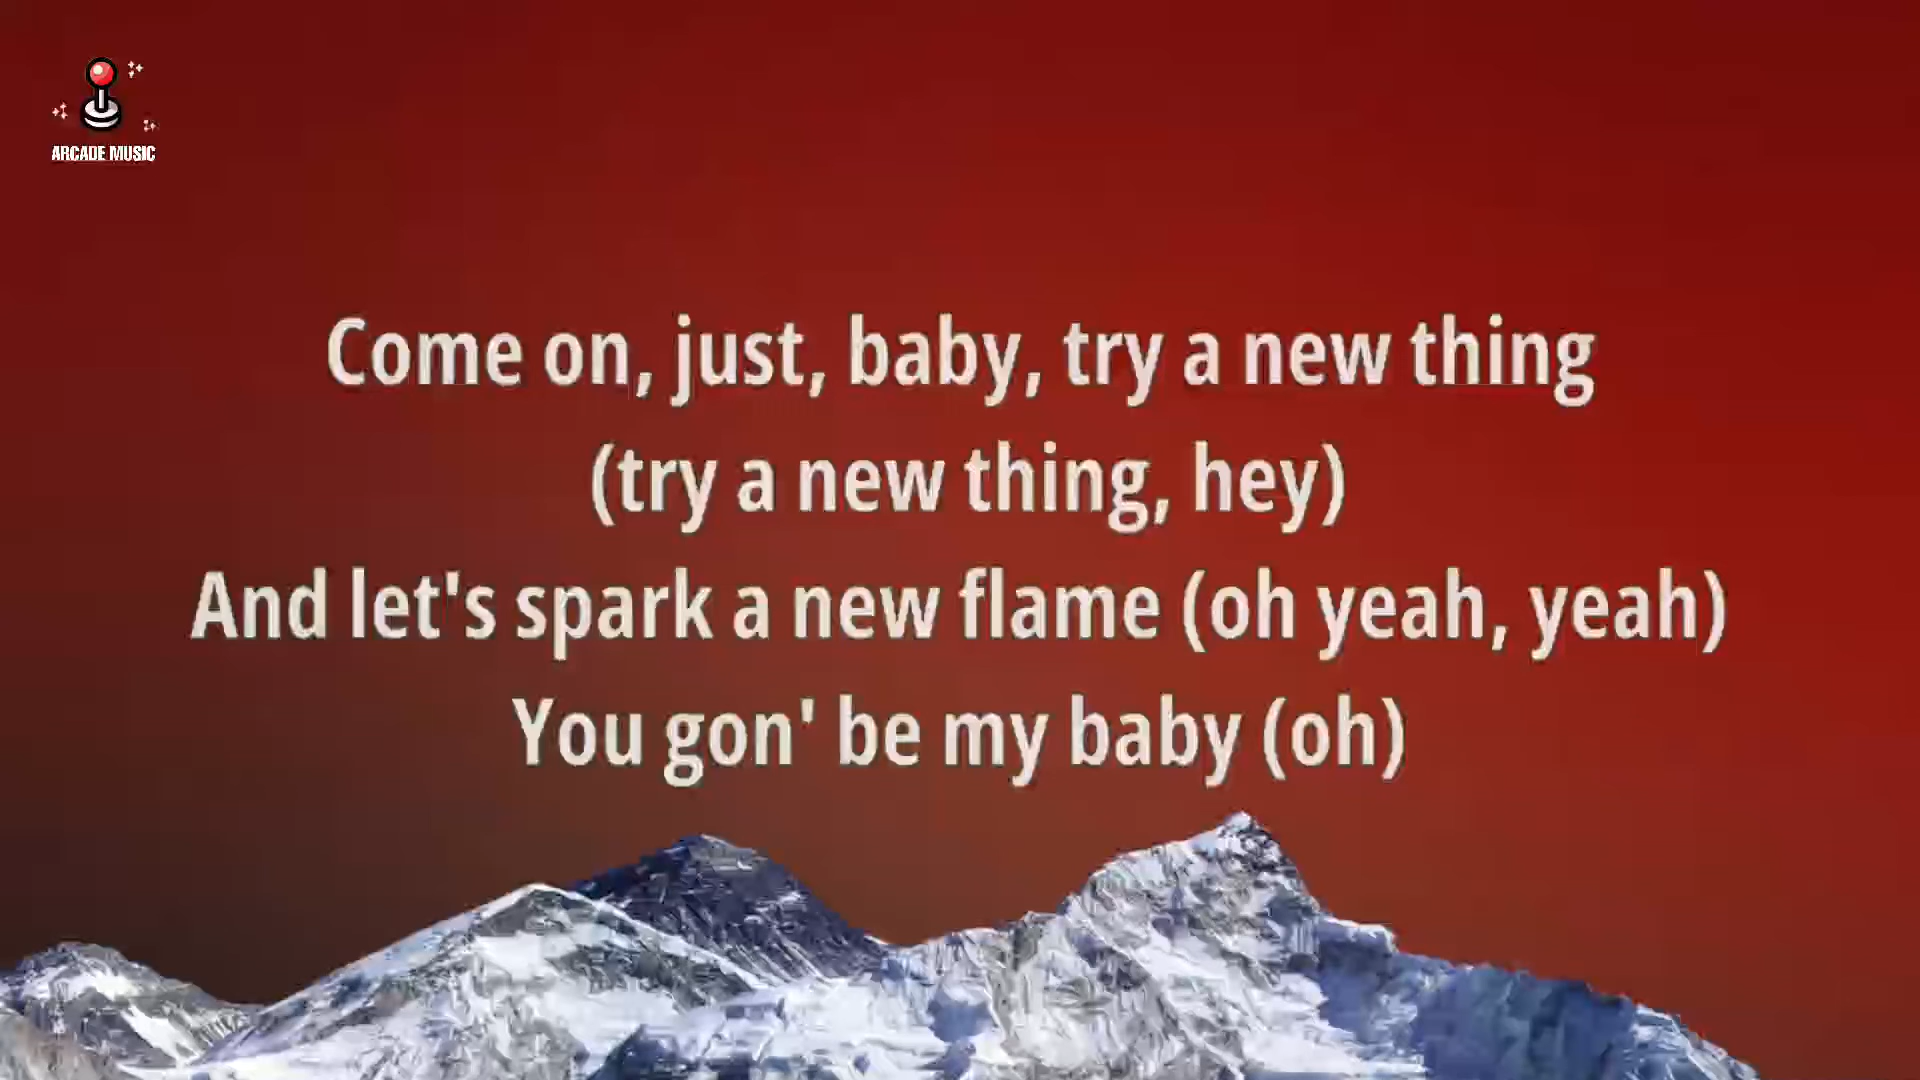 ARCADE MUSIC
Come on, just, baby, try a new thing
(try a new thing, hey)
And let's spark a new flame (oh yeah, yeah)
You gon' be my baby (oh)